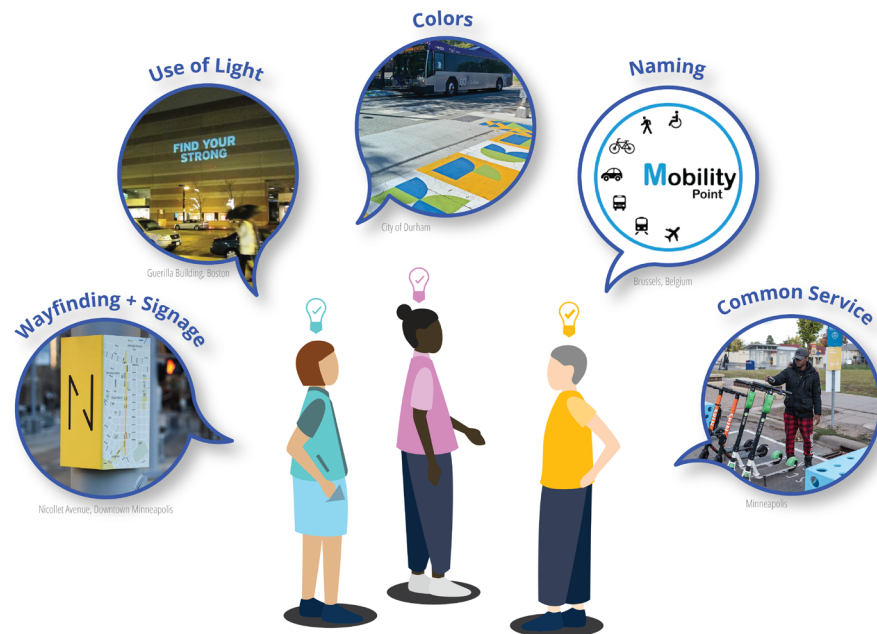 Colors
Use of Light
Naming
FIND YOUR
STRONG
Mobility
Point
City of Durham
Guerilla Building, Boston
Brussels, Belgium
Wayfinding + Signage
Common Service
N
Nicollet Avenue, Downtown Minneapolis
Minneapolis